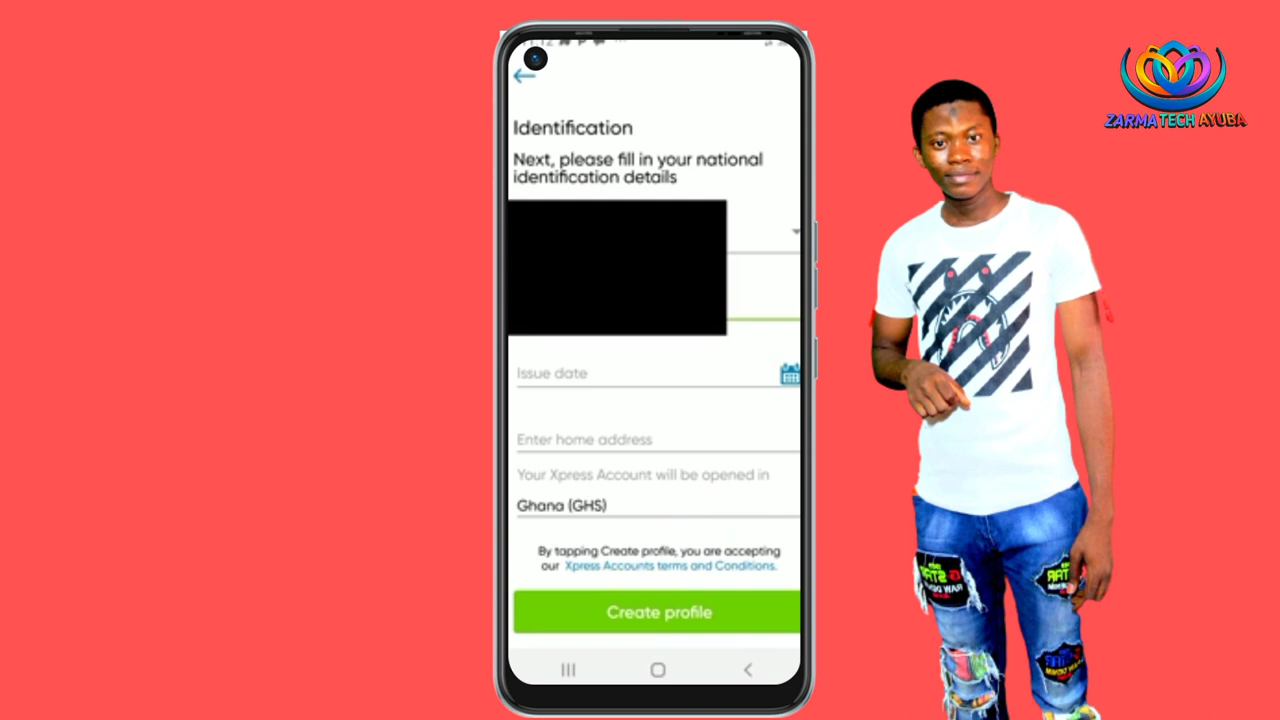 ZARMATECH AYUBA
Identification
Next, please fill in your national
identification details
Issue date
Enter home address
Your Xpress Account will be opened in
Ghana (GHS)
By tapping Create profile, you are accepting
our Xpress Accounts terms and Conditions.
Create profile